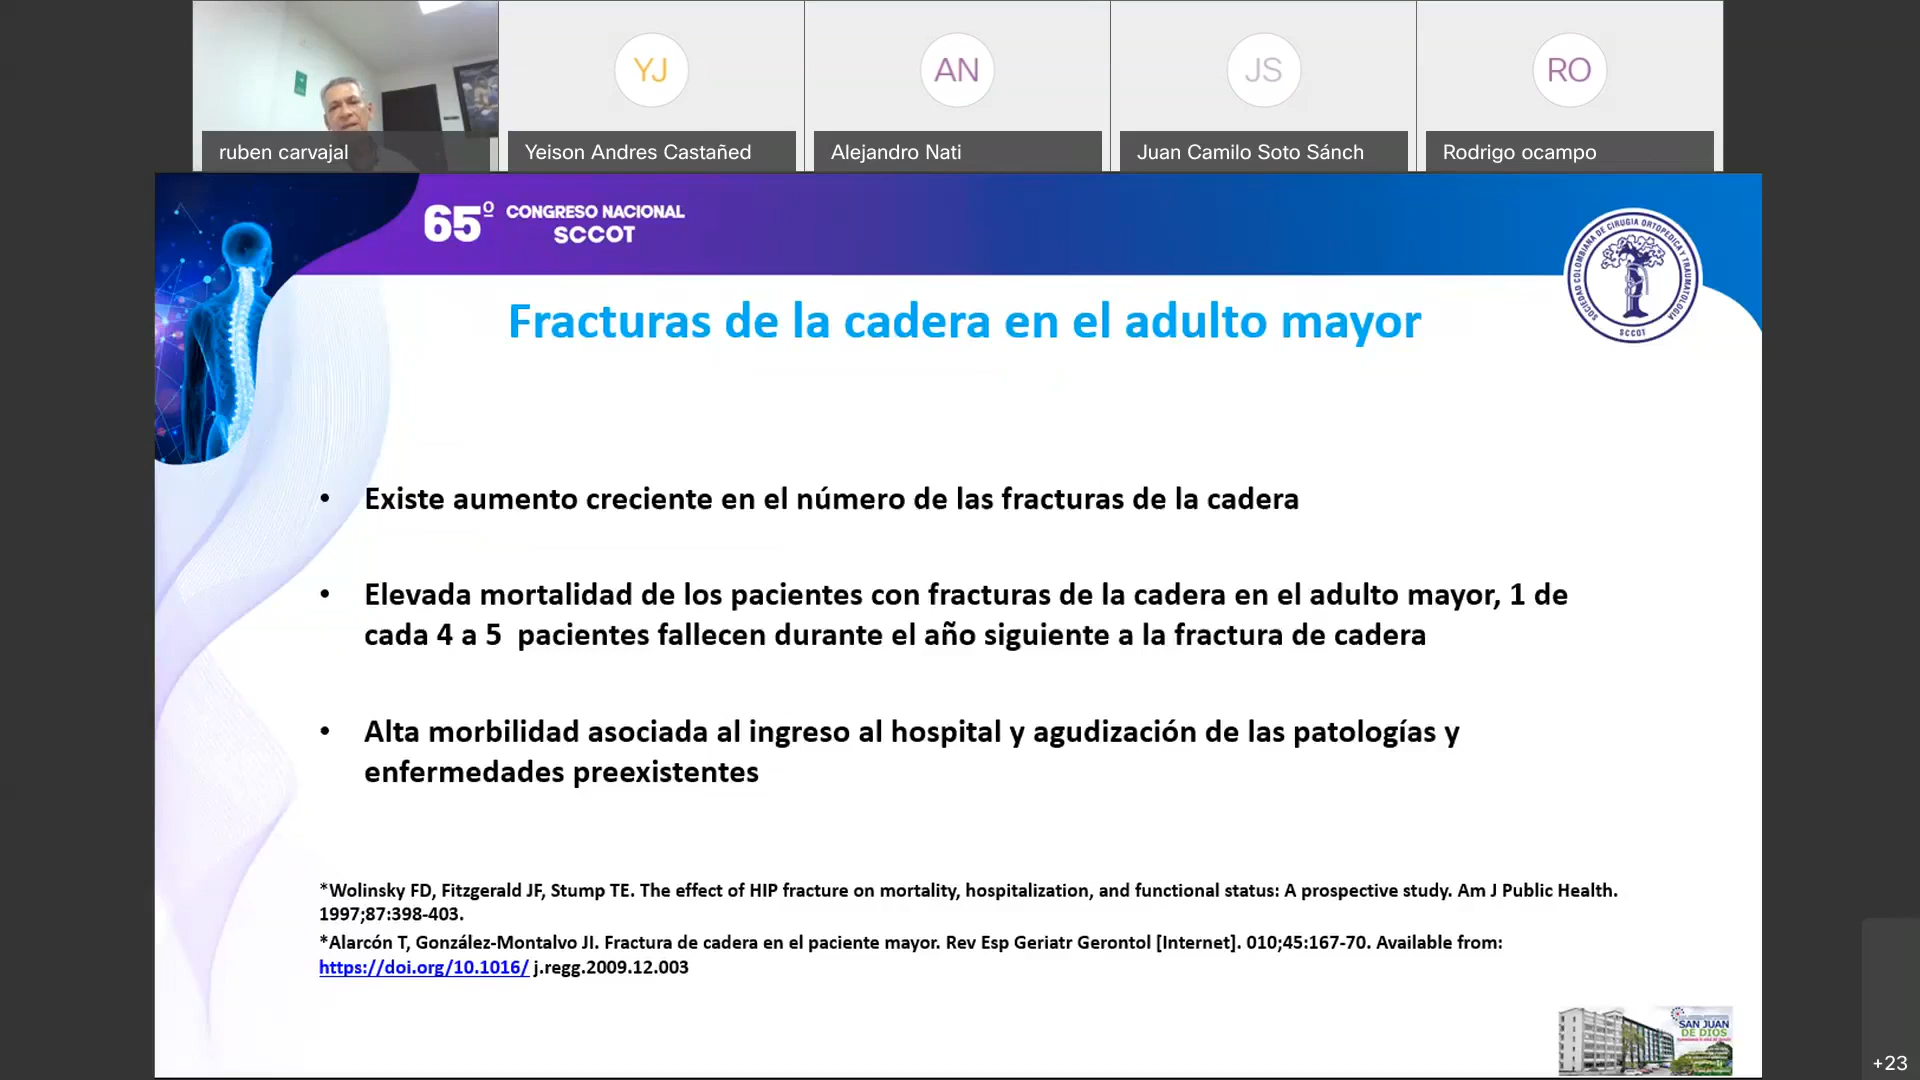 YJ
AN
JS
RO
ruben carvajal
Yeison Andres Castañed
Alejandro Nati
Juan Camilo Soto Sánch
Rodrigo ocampo
65º CONGRESO NACIONAL
SCCOT
SOCIEDAD COLOMBIANA DE CIRUGIA ORTOPEDICA Y TRAUMATOLOGIA
SCCOT
Fracturas de la cadera en el adulto mayor
• Existe aumento creciente en el número de las fracturas de la cadera
• Elevada mortalidad de los pacientes con fracturas de la cadera en el adulto mayor, 1 de
cada 4 a 5 pacientes fallecen durante el año siguiente a la fractura de cadera
• Alta morbilidad asociada al ingreso al hospital y agudización de las patologías y
enfermedades preexistentes
*Wolinsky FD, Fitzgerald JF, Stump TE. The effect of HIP fracture on mortality, hospitalization, and functional status: A prospective study. Am J Public Health.
1997;87:398-403.
*Alarcón T, González-Montalvo JI. Fractura de cadera en el paciente mayor. Rev Esp Geriatr Gerontol [Internet]. 010;45:167-70. Available from:
https://doi.org/10.1016/ j.regg.2009.12.003
SAN JUAN
DE DIOS
+23